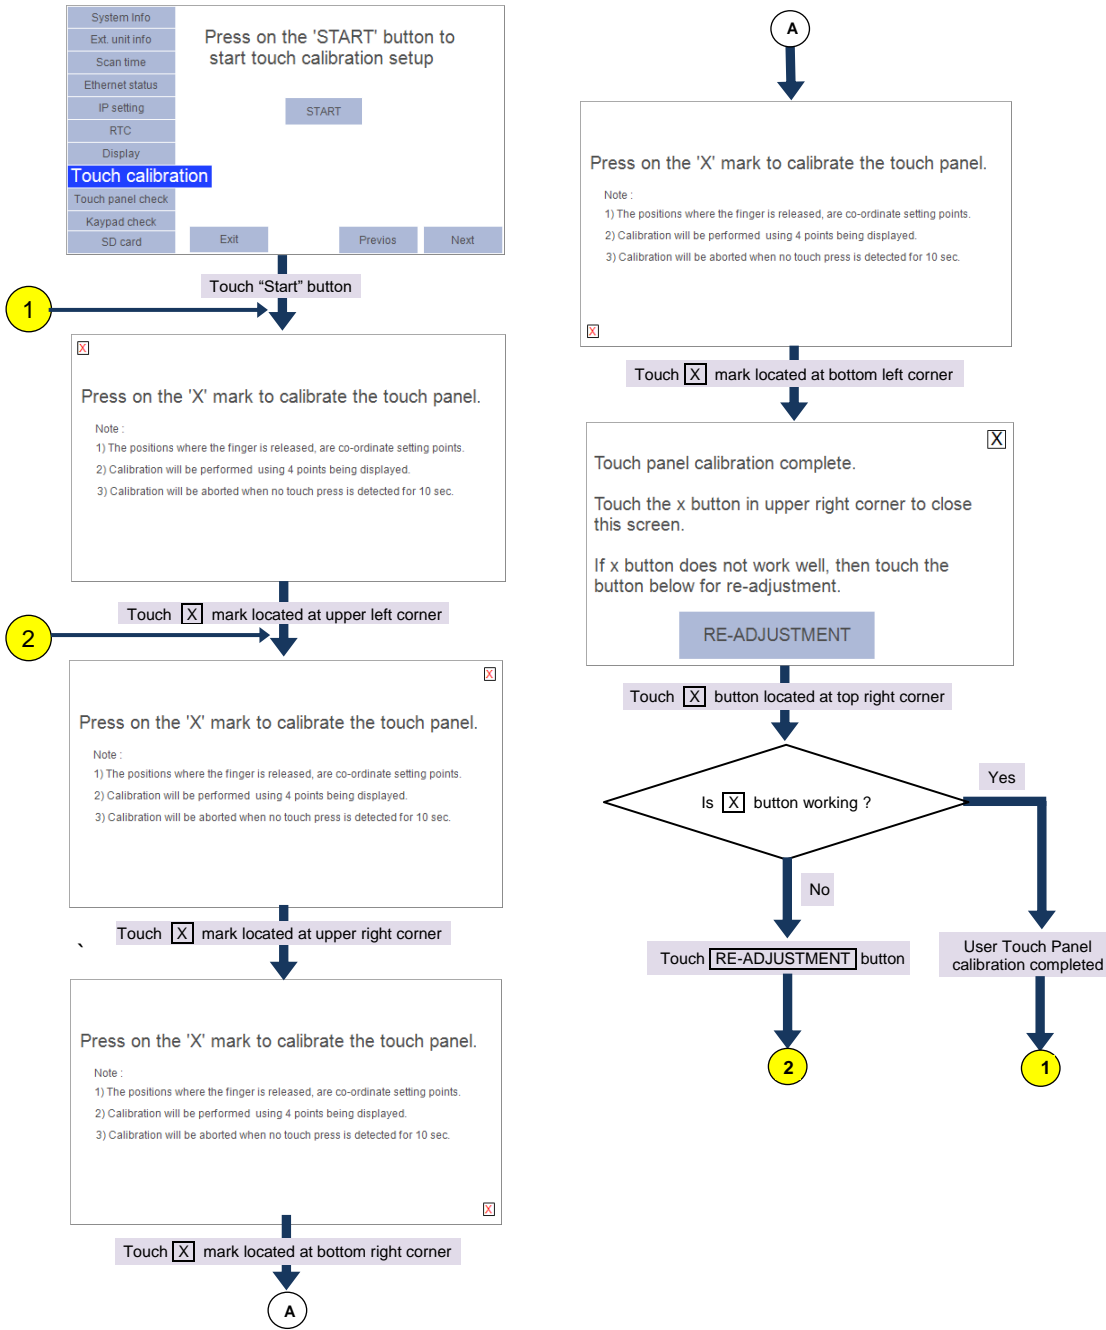 System Info
Ext. unit info
Scan time
Ethernet status
IP setting
RTC
Display
Touch calibration
Touch panel check
Kaypad check
SD card
Press on the 'START' button to
start touch calibration setup
START
Exit
Previos
Next
Touch “Start” button
1
X
Press on the 'X' mark to calibrate the touch panel.
Note :
1) The positions where the finger is released, are co-ordinate setting points.
2) Calibration will be performed using 4 points being displayed.
3) Calibration will be aborted when no touch press is detected for 10 sec.
Touch X mark located at upper left corner
2
X
Press on the 'X' mark to calibrate the touch panel.
Note :
1) The positions where the finger is released, are co-ordinate setting points.
2) Calibration will be performed using 4 points being displayed.
3) Calibration will be aborted when no touch press is detected for 10 sec.
Touch X mark located at upper right corner
`
Press on the 'X' mark to calibrate the touch panel.
Note :
1) The positions where the finger is released, are co-ordinate setting points.
2) Calibration will be performed using 4 points being displayed.
3) Calibration will be aborted when no touch press is detected for 10 sec.
X
Touch X mark located at bottom right corner
A
A
Press on the 'X' mark to calibrate the touch panel.
Note :
1) The positions where the finger is released, are co-ordinate setting points.
2) Calibration will be performed using 4 points being displayed.
3) Calibration will be aborted when no touch press is detected for 10 sec.
X
Touch X mark located at bottom left corner
X
Touch panel calibration complete.
Touch the x button in upper right corner to close
this screen.
If x button does not work well, then touch the
button below for re-adjustment.
RE-ADJUSTMENT
Touch X button located at top right corner
Is X button working ?
Yes
No
Touch RE-ADJUSTMENT button
User Touch Panel
calibration completed
2
1